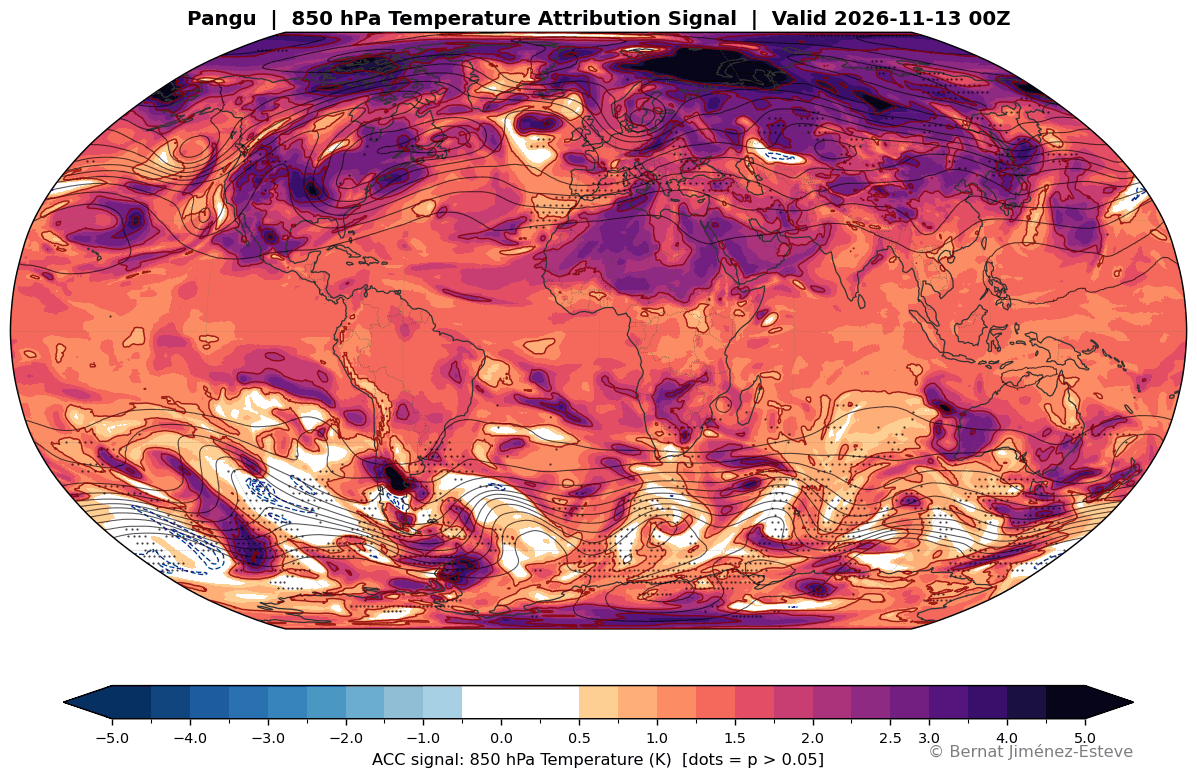 Pangu | 850 hPa Temperature Attribution Signal | Valid 2026-11-13 00Z
−5.0 −4.0 −3.0 −2.0 −1.0 0.0 0.5 1.0 1.5 2.0 2.5 3.0 4.0 5.0
© Bernat Jiménez-Esteve
ACC signal: 850 hPa Temperature (K) [dots = p > 0.05]